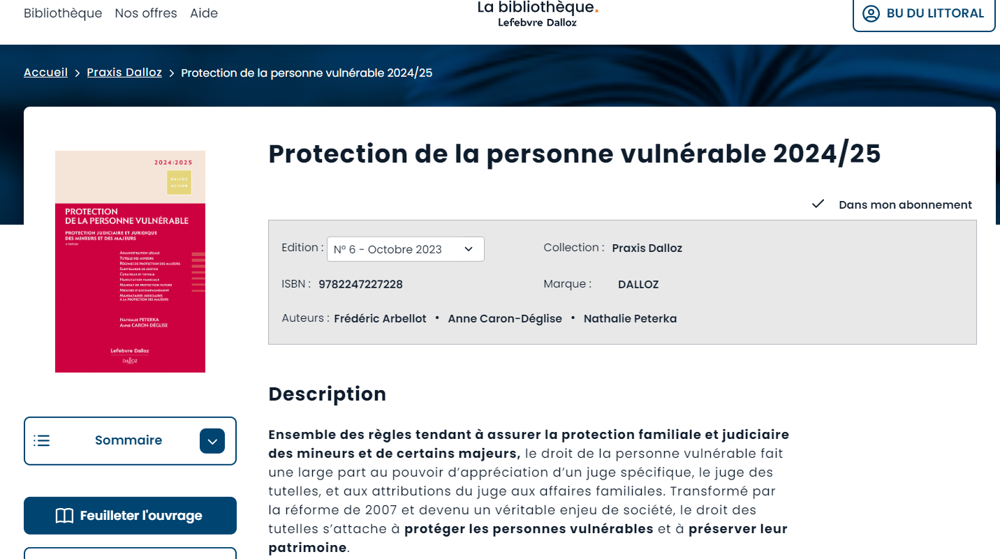 Bibliothèque Nos offres Aide
La bibliothèque.
Lefebvre Dalloz
BU DU LITTORAL
Accueil > Praxis Dalloz > Protection de la personne vulnérable 2024/25
2024|2025
DALLOZ
ACTION
PROTECTION
DE LA PERSONNE VULNÉRABLE
PROTECTION JUDICIAIRE ET JURIDIQUE
DES MINEURS ET DES MAJEURS
6e ÉDITION
ADMINISTRATION LÉGALE
TUTELLE DES MINEURS
RÉGIMES DE PROTECTION DES MAJEURS
SAUVEGARDE DE JUSTICE
CURATELLE ET TUTELLE
HABILITATION FAMILIALE
MANDAT DE PROTECTION FUTURE
MESURES D'ACCOMPAGNEMENT
MANDATAIRES JUDICIAIRES
À LA PROTECTION DES MAJEURS
NATHALIE PETERKA
ANNE CARON-DÉGLISE
Lefebvre Dalloz
DALLOZ
Protection de la personne vulnérable 2024/25
Dans mon abonnement
Edition : N° 6 - Octobre 2023
Collection : Praxis Dalloz
ISBN : 9782247227228
Marque : DALLOZ
Auteurs : Frédéric Arbellot • Anne Caron-Déglise • Nathalie Peterka
Sommaire
Feuilleter l'ouvrage
Description
Ensemble des règles tendant à assurer la protection familiale et judiciaire
des mineurs et de certains majeurs, le droit de la personne vulnérable fait
une large part au pouvoir d’appréciation d’un juge spécifique, le juge des
tutelles, et aux attributions du juge aux affaires familiales. Transformé par
la réforme de 2007 et devenu un véritable enjeu de société, le droit des
tutelles s’attache à protéger les personnes vulnérables et à préserver leur
patrimoine.